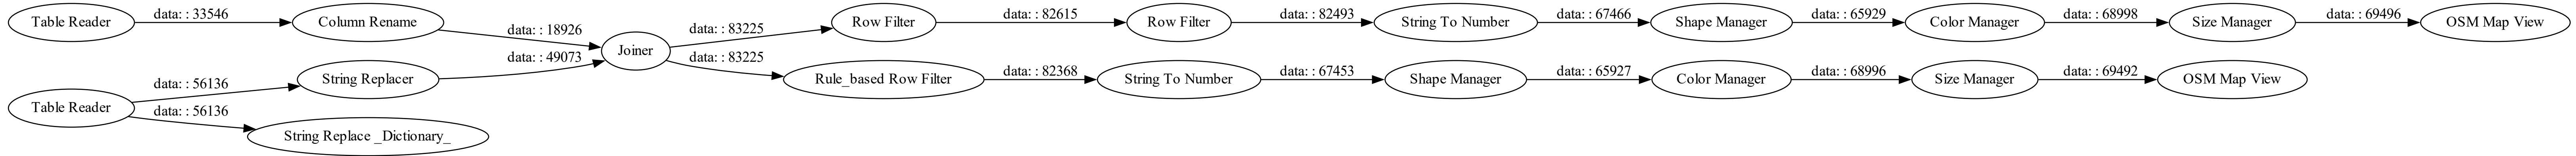 Table Reader
data: : 33546
Column Rename
data: : 18926
Joiner
data: : 83225
Row Filter
data: : 82615
Row Filter
data: : 82493
String To Number
data: : 67466
Shape Manager
data: : 65929
Color Manager
data: : 68998
Size Manager
data: : 69496
OSM Map View
Table Reader
data: : 56136
String Replacer
data: : 49073
data: : 83225
Rule_based Row Filter
data: : 82368
String To Number
data: : 67453
Shape Manager
data: : 65927
Color Manager
data: : 68996
Size Manager
data: : 69492
OSM Map View
data: : 56136
String Replace _Dictionary_